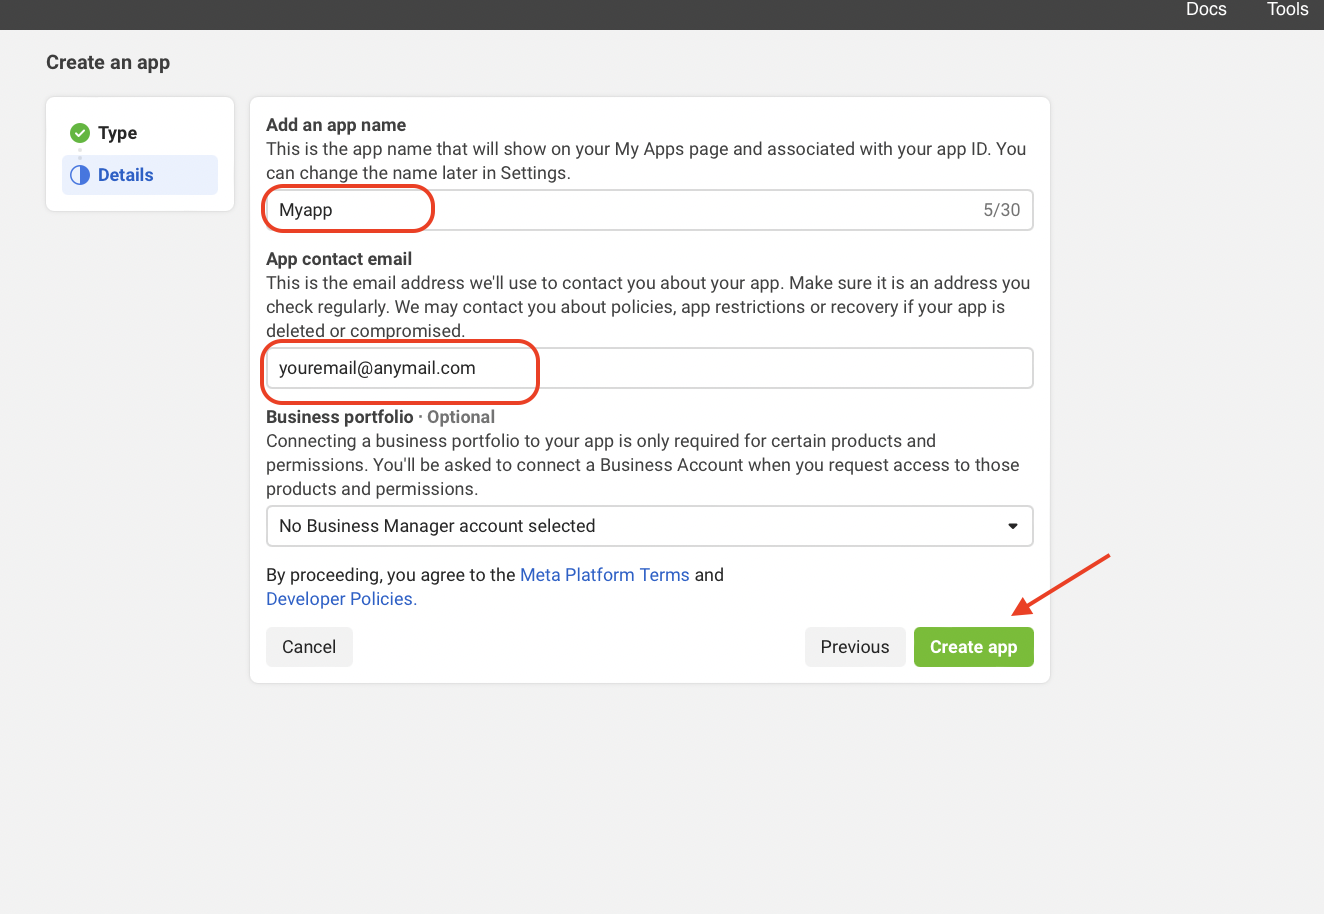 Docs Tools
Create an app
Type
Details
Add an app name
This is the app name that will show on your My Apps page and associated with your app ID. You
can change the name later in Settings.
Myapp 5/30
App contact email
This is the email address we'll use to contact you about your app. Make sure it is an address you
check regularly. We may contact you about policies, app restrictions or recovery if your app is
deleted or compromised.
youremail@anymail.com
Business portfolio · Optional
Connecting a business portfolio to your app is only required for certain products and
permissions. You'll be asked to connect a Business Account when you request access to those
products and permissions.
No Business Manager account selected
By proceeding, you agree to the Meta Platform Terms and
Developer Policies.
Cancel Previous Create app